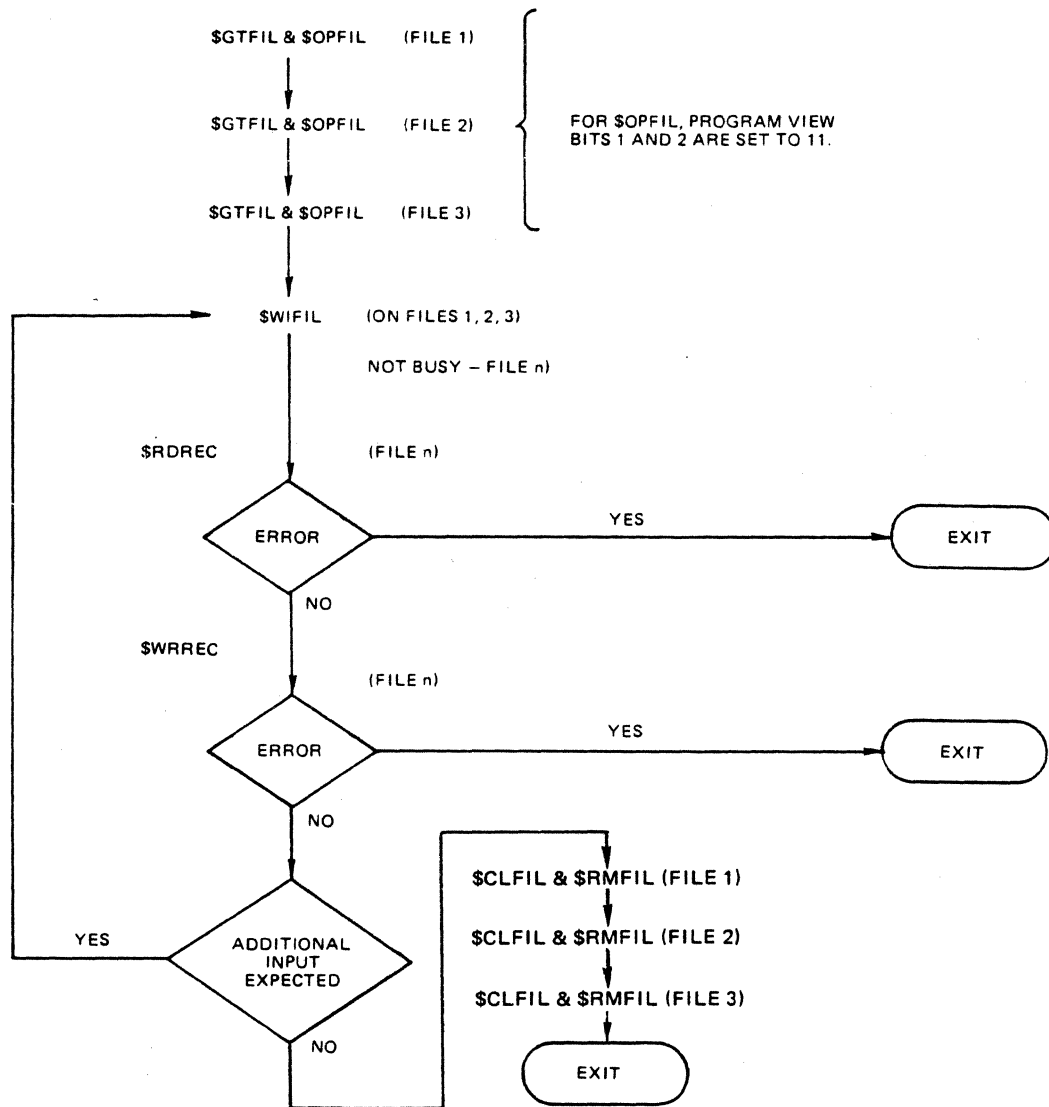 $GTFIL & $OPFIL (FILE 1)
$GTFIL & $OPFIL (FILE 2)
FOR $OPFIL, PROGRAM VIEW
BITS 1 AND 2 ARE SET TO 11.
$GTFIL & $OPFIL (FILE 3)
$WIFIL (ON FILES 1, 2, 3)
NOT BUSY – FILE n)
$RDREC (FILE n)
YES
ERROR
EXIT
NO
$WRREC
(FILE n)
YES
ERROR
EXIT
NO
$CLFIL & $RMFIL (FILE 1)
YES
ADDITIONAL
INPUT
EXPECTED
$CLFIL & $RMFIL (FILE 2)
$CLFIL & $RMFIL (FILE 3)
NO
EXIT